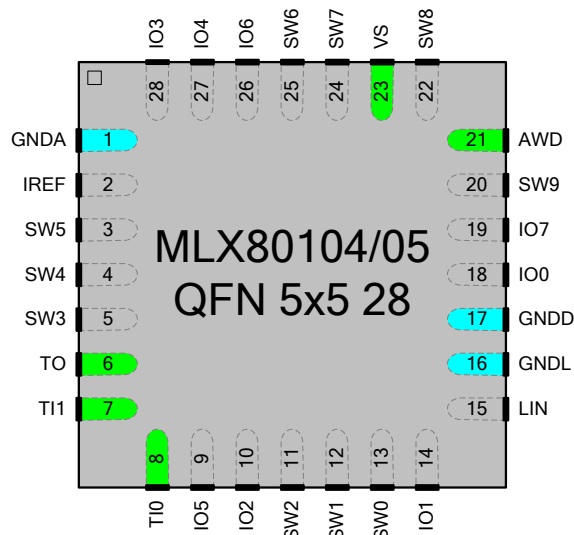 IO3
IO4
IO6
SW6
SW7
VS
SW8
28
27
26
25
24
23
22
GNDA 1
IREF 2
SW5 3
SW4 4
SW3 5
TO 6
TI1 7
MLX80104/05
QFN 5x5 28
21 AWD
20 SW9
19 IO7
18 IO0
17 GNDD
16 GNDL
15 LIN
8
9
10
11
12
13
14
TI0
IO5
IO2
SW2
SW1
SW0
IO1